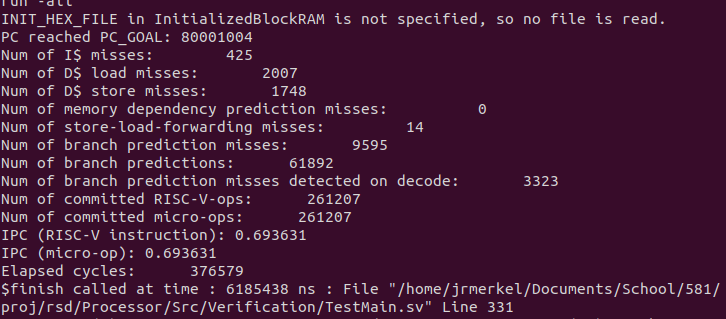 run -all
INIT_HEX_FILE in InitializedBlockRAM is not specified, so no file is read.
PC reached PC_GOAL: 80001004
Num of I$ misses:         425
Num of D$ load misses:        2007
Num of D$ store misses:        1748
Num of memory dependency prediction misses:           0
Num of store-load-forwarding misses:          14
Num of branch prediction misses:        9595
Num of branch predictions:       61892
Num of branch prediction misses detected on decode:        3323
Num of committed RISC-V-ops:       261207
Num of committed micro-ops:       261207
IPC (RISC-V instruction): 0.693631
IPC (micro-op): 0.693631
Elapsed cycles:       376579
$finish called at time : 6185438 ns : File "/home/jrmerkel/Documents/School/581/
proj/rsd/Processor/Src/Verification/TestMain.sv" Line 331